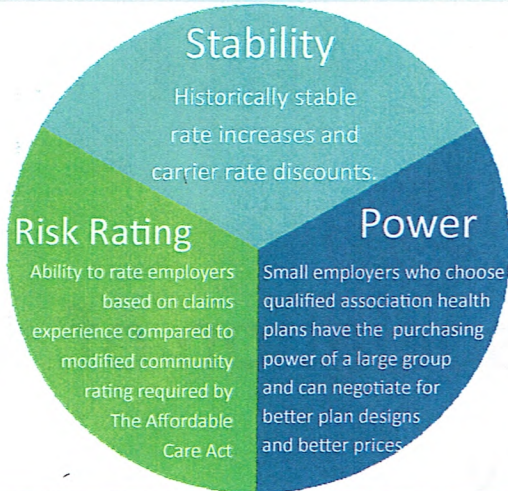 Stability
Historically stable
rate increases and
carrier rate discounts.
Risk Rating
Ability to rate employers
based on claims
experience compared to
modified community
rating required by
The Affordable
Care Act
Power
Small employers who choose
qualified association health
plans have the purchasing
power of a large group
and can negotiate for
better plan designs
and better prices